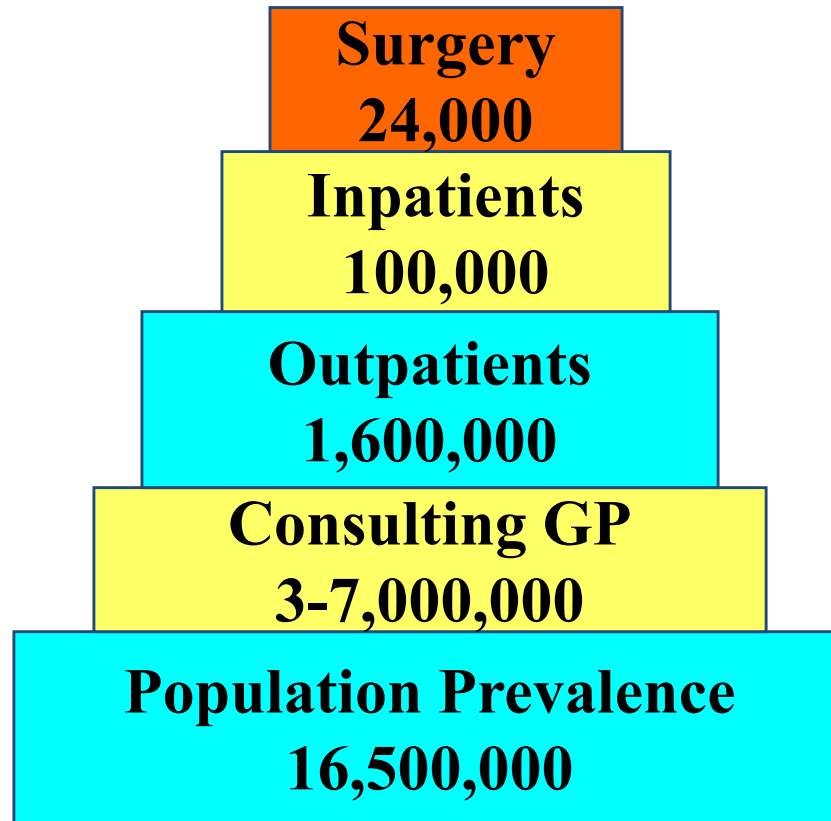 Surgery
24,000
Inpatients
100,000
Outpatients
1,600,000
Consulting GP
3-7,000,000
Population Prevalence
16,500,000